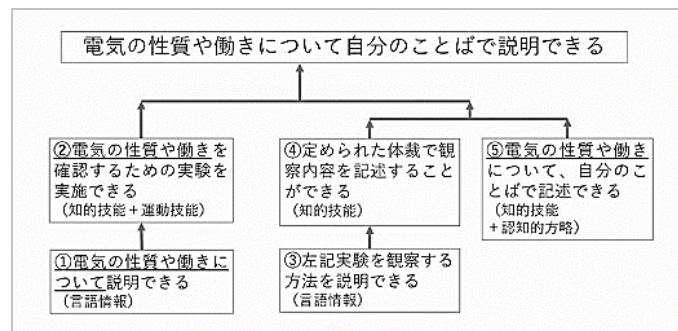 電気の性質や働きについて自分のことばで説明できる
②電気の性質や働きを
確認するための実験を
実施できる
(知的技能+運動技能)
④定められた体裁で観
察内容を記述すること
ができる
(知的技能)
⑤電気の性質や働き
について、自分のこ
とばで記述できる
(知的技能
+認知的方略)
①電気の性質や働きに
ついて説明できる
(言語情報)
③左記実験を観察する
方法を説明できる
(言語情報)